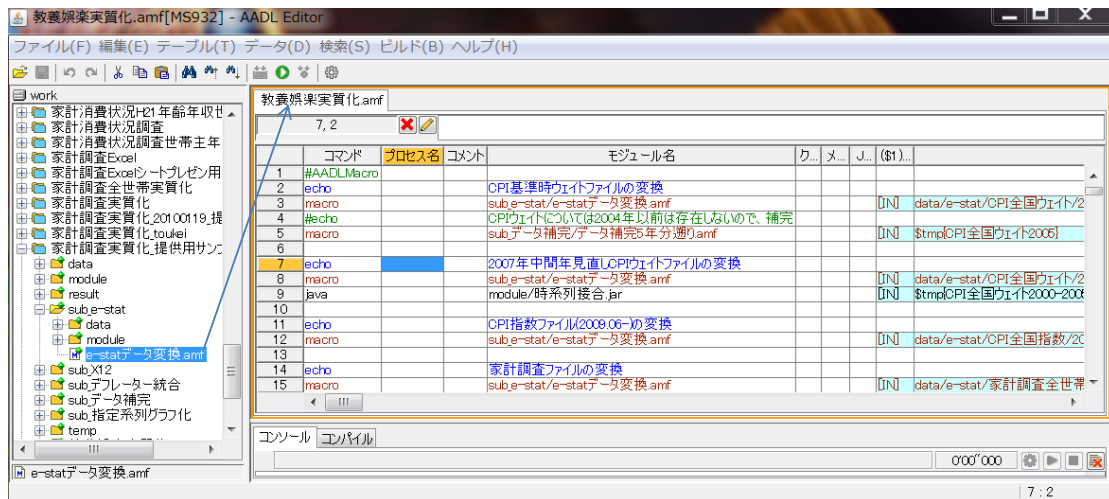 教養娯楽実質化.amf[MS932] - AADL Editor
ファイル(F) 編集(E) テーブル(T) データ(D) 検索(S) ビルド(B) ヘルプ(H)
work
家計消費状況H21年齢年収せ
家計消費状況調査
家計消費状況調査世帯主年
家計調査Excel
家計調査Excelシートプレゼン用
家計調査全世帯実質化
家計調査実質化
家計調査実質化_20100119_提
家計調査実質化_toukei
家計調査実質化_提供用サンプ
data
module
result
sub_e-stat
data
module
e-statデータ変換.amf
sub_X12
sub_デフレーター統合
sub_データ補完
sub_指定系列グラフ化
temp
e-statデータ変換.amf
教養娯楽実質化.amf
7, 2
コマンド プロセス名 コメント モジュール名 ク... メ... J... ($1)...
1 #AADLMacro
2 echo CPI基準時ウェイトファイルの変換
3 macro sub_e-stat/e-statデータ変換.amf [IN] data/e-stat/CPI全国ウェイト/2
4 #echo CPIウェイトについては2004年以前は存在しないので、補完
5 macro sub_データ補完/データ補完5年分遡り.amf [IN] $tmp[CPI全国ウェイト2005]
6
7 echo 2007年中間年見直しCPIウェイトファイルの変換
8 macro sub_e-stat/e-statデータ変換.amf [IN] data/e-stat/CPI全国ウェイト/2
9 java module/時系列接合.jar [IN] $tmp[CPI全国ウェイト2000-2005
10
11 echo CPI指数ファイル(2009.06-)の変換
12 macro sub_e-stat/e-statデータ変換.amf [IN] data/e-stat/CPI全国指数/20
13
14 echo 家計調査ファイルの変換
15 macro sub_e-stat/e-statデータ変換.amf [IN] data/e-stat/家計調査全世帯
コンソール コンパイル
0'00"000
7 : 2